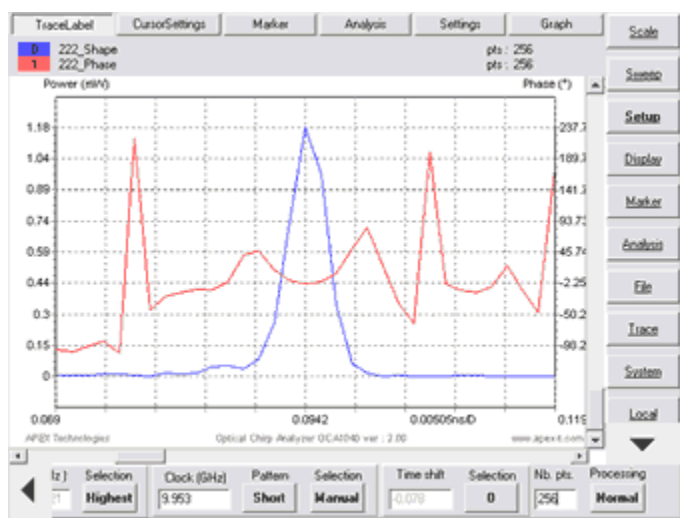 TraceLabel CursorSettings Marker Analysis Settings Graph
0 222_Shape pts : 256
1 222_Phase pts : 256
Power (mW) Phase (°)
1.18 237.2
1.04 189.2
0.89 141.2
0.74 93.73
0.59 45.74
0.44 -2.25
0.3 -50.2
0.15 -98.2
0
0.069 0.0942 0.00505ns/D 0.119
APEX Technologies Optical Chirp Analyzer OCA1040 ver : 2.00 www.apex-t.com
Scale
Sweep
Setup
Display
Marker
Analysis
File
Trace
System
Local
Selection Clock (GHz) Pattern Selection Time shift Selection Nb. pts. Processing
Highest 9.953 Short Manual -0.078 0 256 Normal